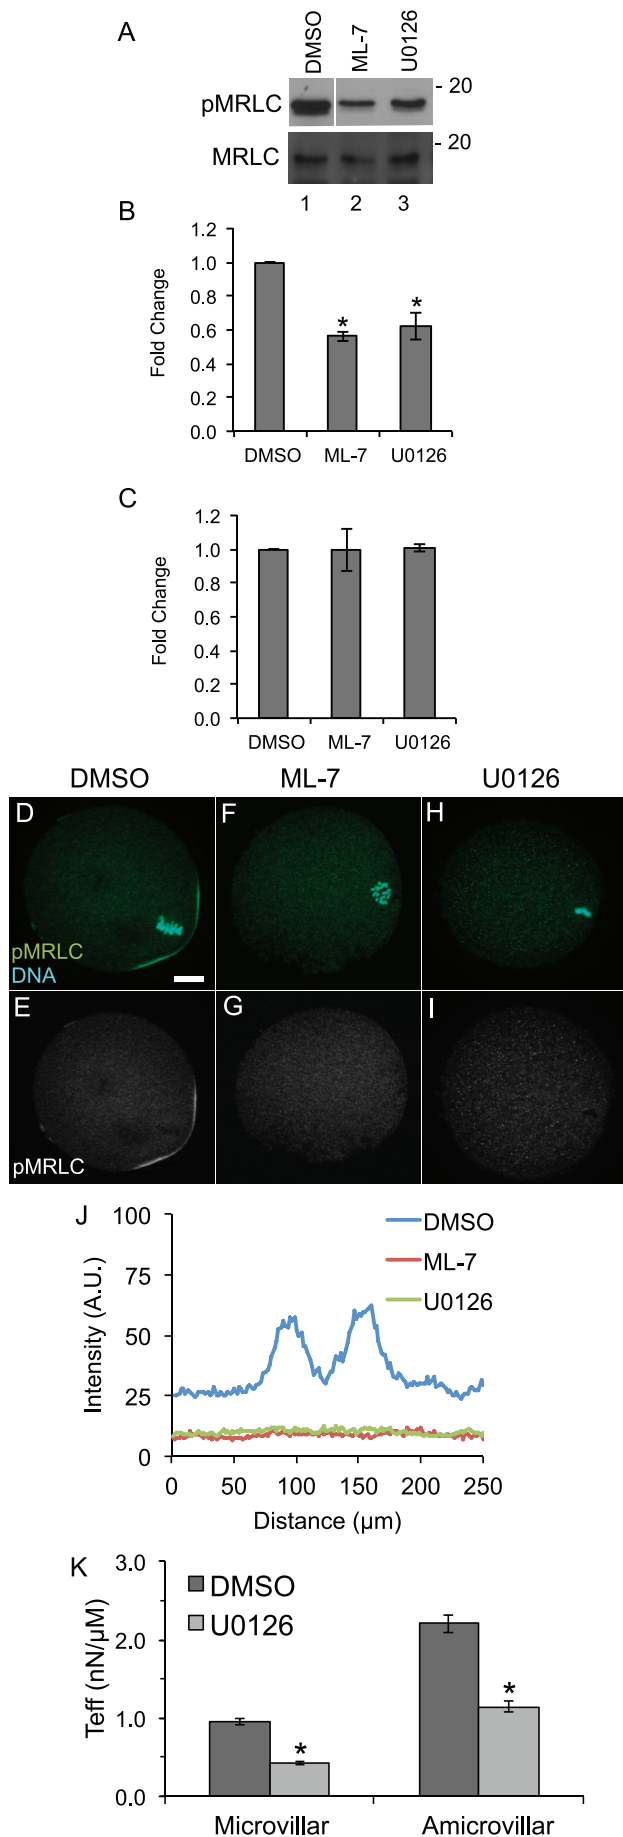 A
DMSO
ML-7
U0126
pMRLC
- 20
MRLC
- 20
1 2 3
B
Fold Change
1.2
1.0
0.8
0.6
0.4
0.2
0.0
* *
DMSO ML-7 U0126
C
Fold Change
1.2
1.0
0.8
0.6
0.4
0.2
0.0
DMSO ML-7 U0126
DMSO ML-7 U0126
D F H
pMRLC
DNA
E G I
pMRLC
J
Intensity (A.U.)
100
75
50
25
0
DMSO
ML-7
U0126
0 50 100 150 200 250
Distance (µm)
K
Teff (nN/µM)
3.0
2.0
1.0
0.0
DMSO
U0126
* *
Microvillar Amicrovillar